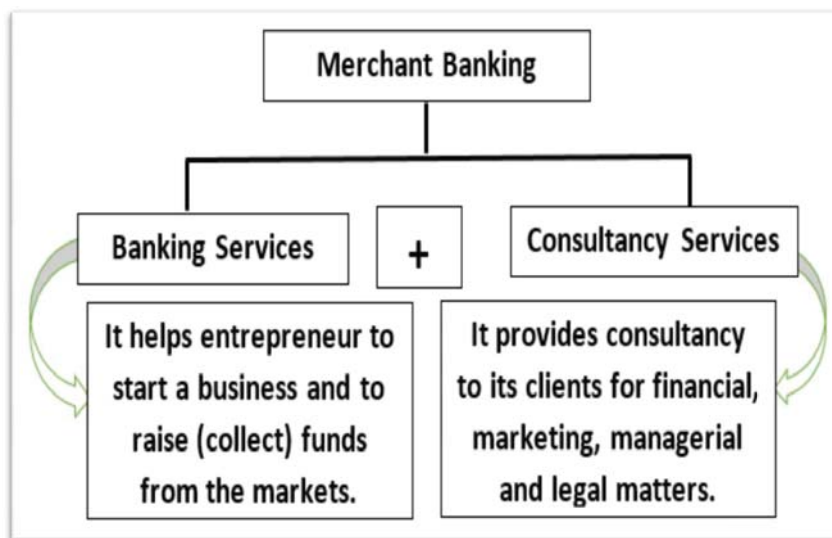 Merchant Banking
Banking Services
+
Consultancy Services
It helps entrepreneur to
start a business and to
raise (collect) funds
from the markets.
It provides consultancy
to its clients for financial,
marketing, managerial
and legal matters.